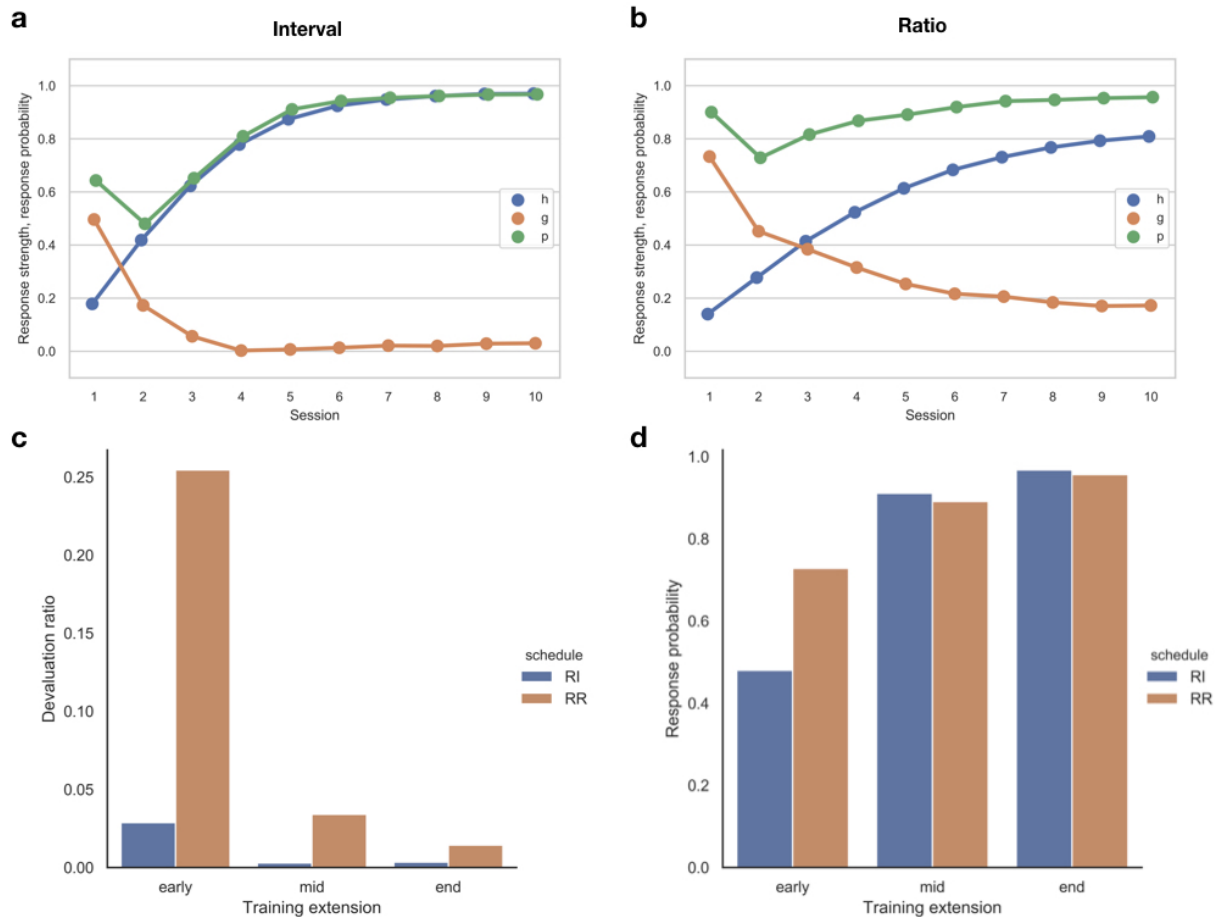 a
Interval
Response strength, response probability
1.0
0.8
0.6
0.4
0.2
0.0
h
g
p
1 2 3 4 5 6 7 8 9 10
Session
b
Ratio
Response strength, response probability
1.0
0.8
0.6
0.4
0.2
0.0
h
g
p
1 2 3 4 5 6 7 8 9 10
Session
c
Devaluation ratio
0.25
0.20
0.15
0.10
0.05
0.00
early mid end
Training extension
schedule
RI
RR
d
Response probability
1.0
0.8
0.6
0.4
0.2
0.0
early mid end
Training extension
schedule
RI
RR